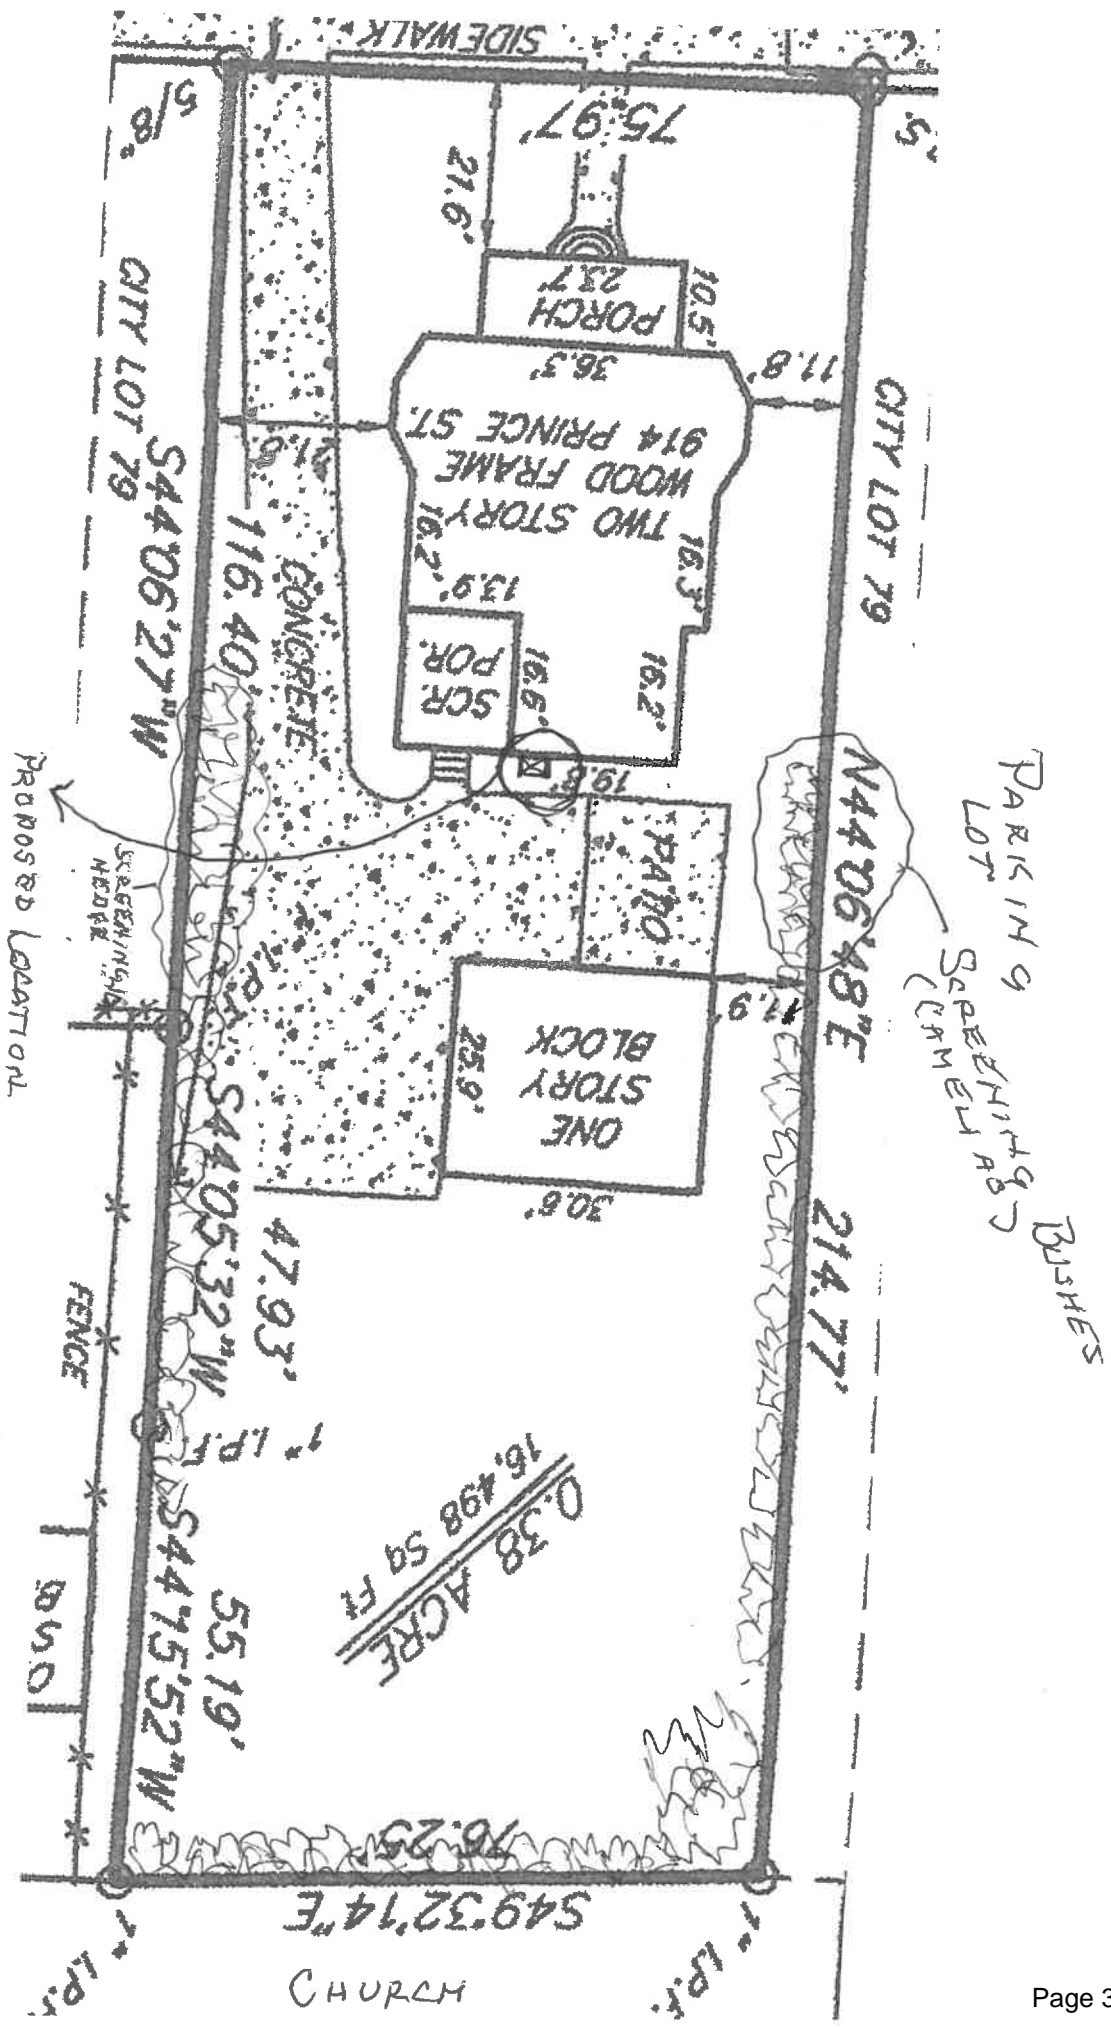 SIDEWALK
5/8"
.5'
75.97'
21.6'
CITY LOT 79
23.7'
PORCH
10.5'
36.3'
11.8'
CITY LOT 79
TWO STORY
WOOD FRAME
914 PRINCE ST.
16.2'
13.9'
16.3'
SCR.
POR.
16.6'
16.2'
S44°06'27"W
116.40'
CONCRETE
19.8'
PATIO
N44°06'48"E
214.77'
PARKING
LOT
SCREENING
(CAMELIAS)
BUSHES
PROPOSED LOCATION
SCREENING
HEDGE
I.P.F.
11.9'
ONE
STORY
BLOCK
25.9'
30.6'
S44°05'32"W
47.93'
FENCE
1" I.P.F.
0.38 ACRE
16,498 SQ Ft
S44°15'52"W
55.19'
76.25'
S49°32'14"E
1" I.P.F.
1" I.P.F.
CHURCH
Page 3